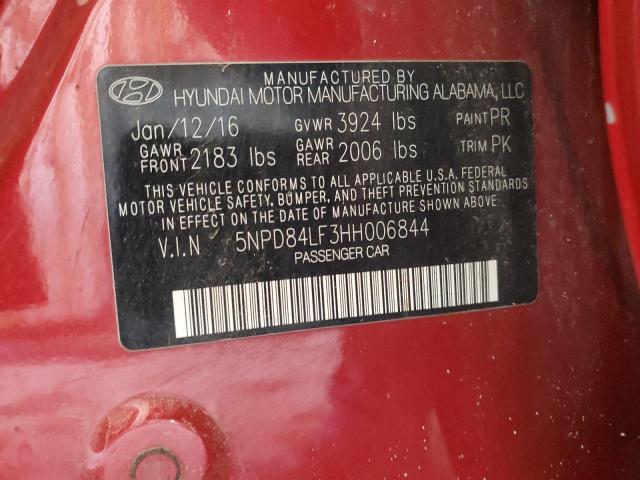 MANUFACTURED BY
HYUNDAI MOTOR MANUFACTURING ALABAMA, LLC
Jan/12/16 GVWR 3924 lbs PAINT PR
GAWR FRONT 2183 lbs GAWR REAR 2006 lbs TRIM PK
THIS VEHICLE CONFORMS TO ALL APPLICABLE U.S.A. FEDERAL
MOTOR VEHICLE SAFETY, BUMPER, AND THEFT PREVENTION STANDARDS
IN EFFECT ON THE DATE OF MANUFACTURE SHOWN ABOVE.
V.I.N 5NPD84LF3HH006844
PASSENGER CAR